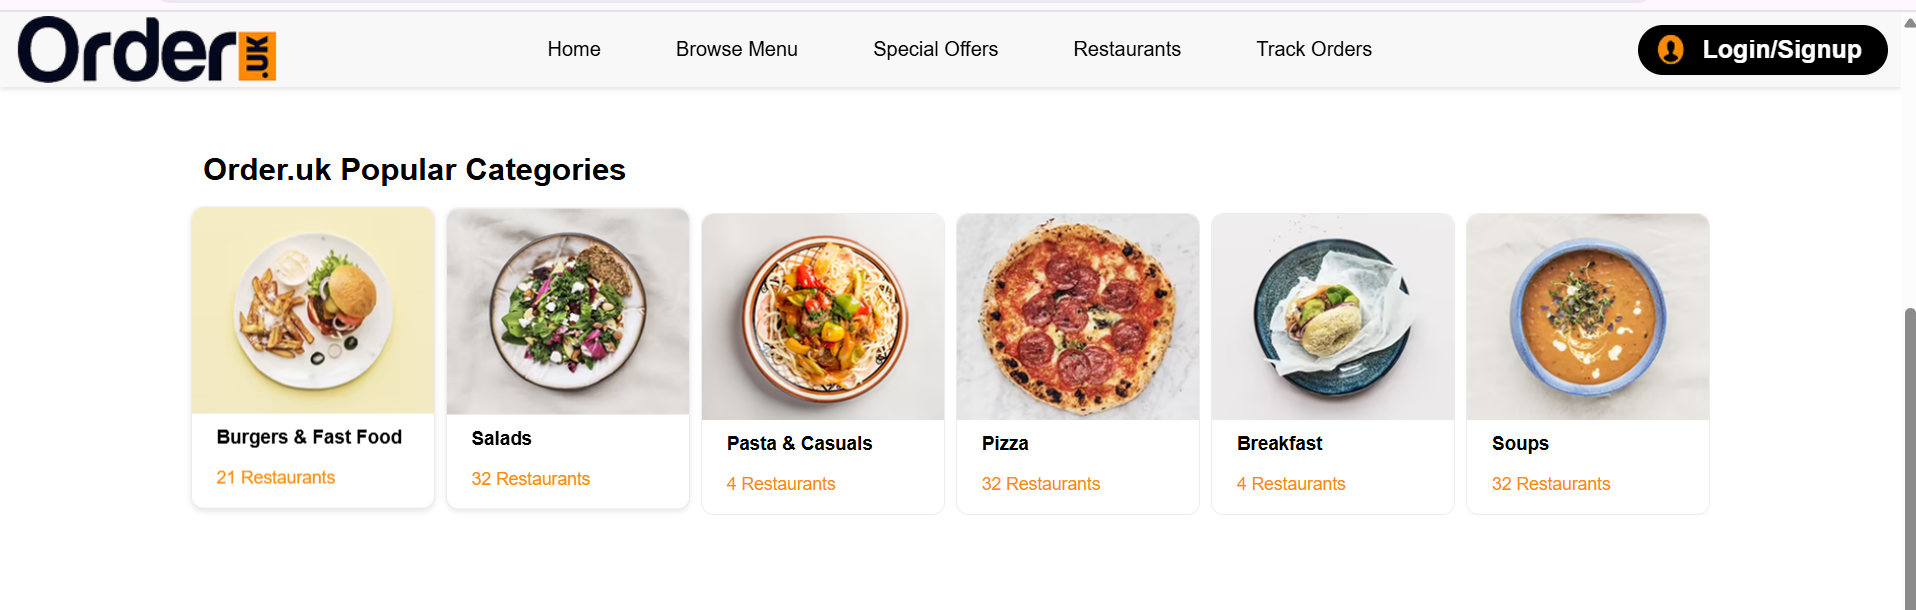 Order.uk
Home
Browse Menu
Special Offers
Restaurants
Track Orders
Login/Signup
Order.uk Popular Categories
Burgers & Fast Food
21 Restaurants
Salads
32 Restaurants
Pasta & Casuals
4 Restaurants
Pizza
32 Restaurants
Breakfast
4 Restaurants
Soups
32 Restaurants